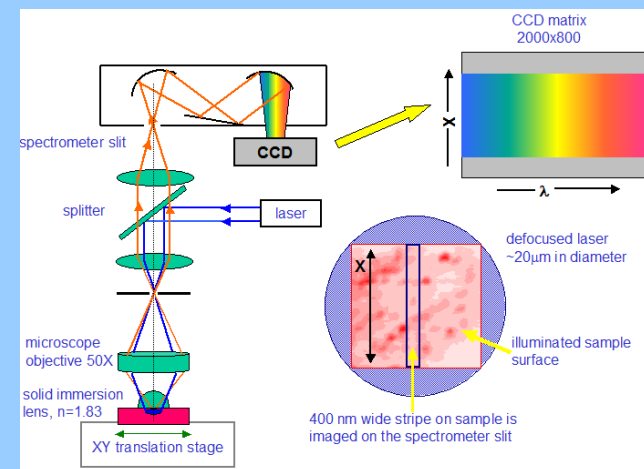 CCD matrix
2000x800
spectrometer slit
CCD
X
λ
splitter
laser
defocused laser
~20μm in diameter
X
microscope
objective 50X
illuminated sample
surface
solid immersion
lens, n=1.83
400 nm wide stripe on sample is
imaged on the spectrometer slit
XY translation stage